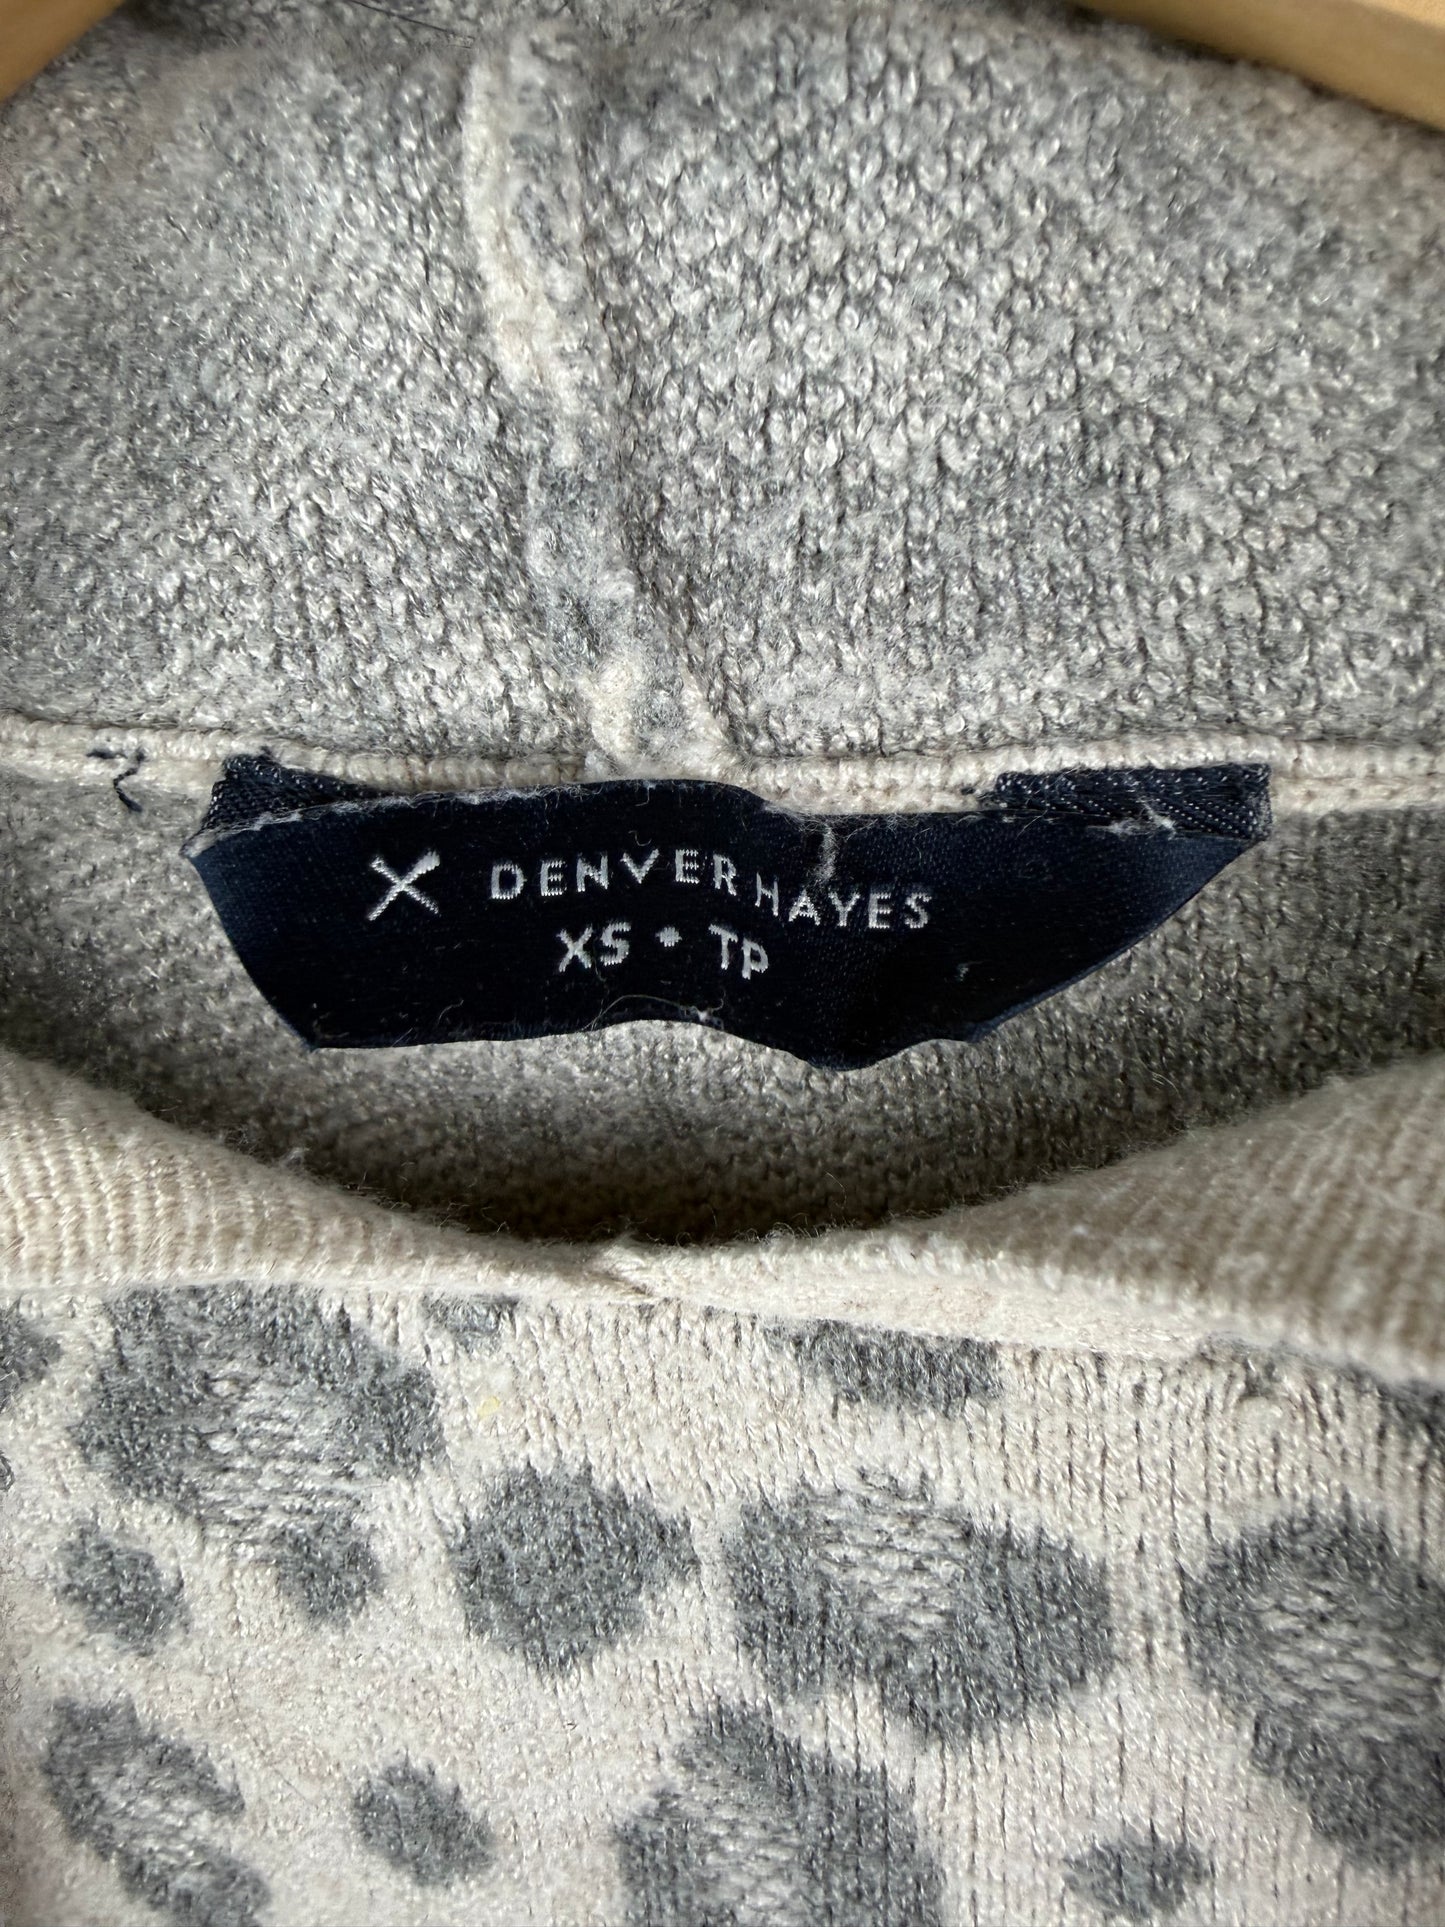 X DENVER HAYES
XS • TP